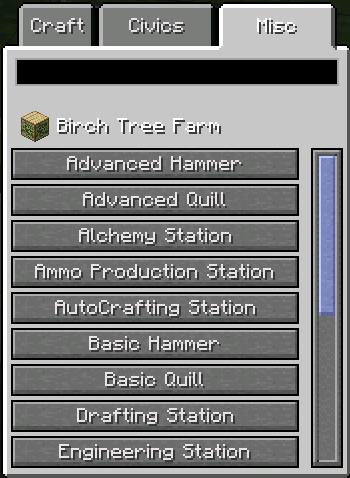 Craft Civics Misc
Birch Tree Farm
Advanced Hammer
Advanced Quill
Alchemy Station
Ammo Production Station
AutoCrafting Station
Basic Hammer
Basic Quill
Drafting Station
Engineering Station